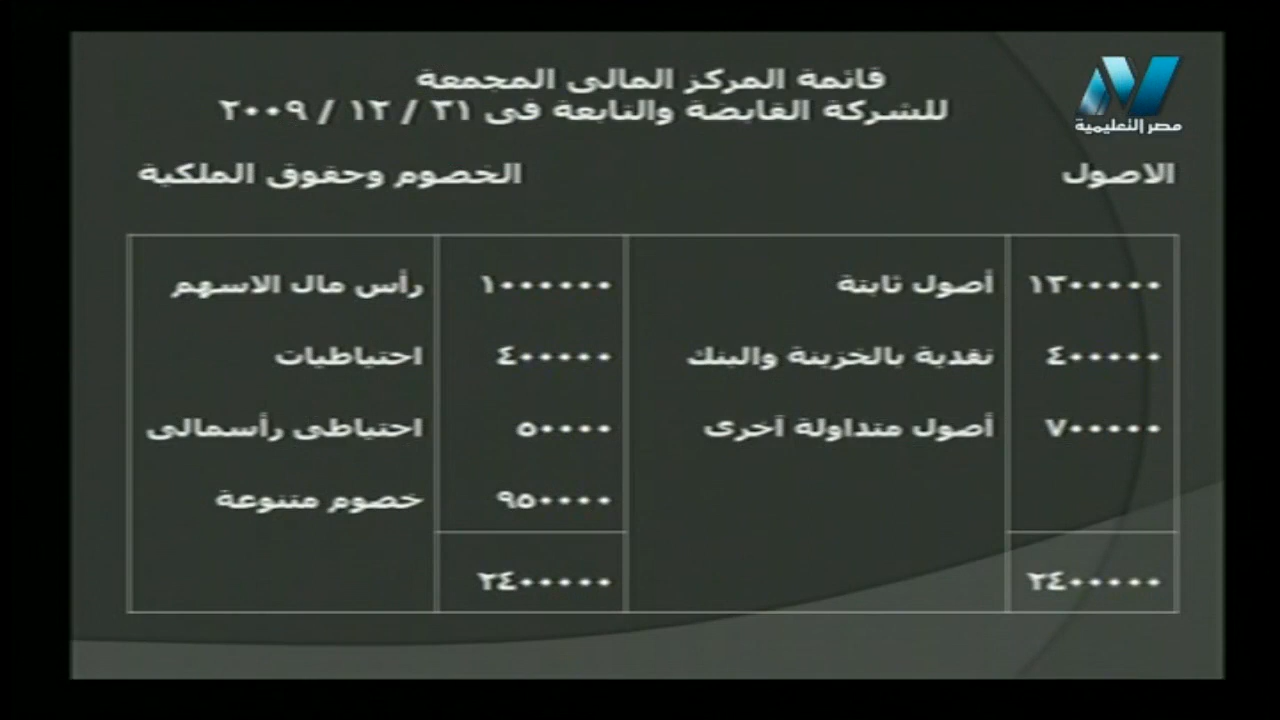 قائمة المركز المالى المجمعة
للشركة القابضة والتابعة فى ٣١ / ١٢ / ٢٠٠٩
مصر التعليمية
الاصول
الخصوم وحقوق الملكية
١٣٠٠٠٠٠ أصول ثابتة ١٠٠٠٠٠٠ رأس مال الاسهم
٤٠٠٠٠٠ نقدية بالخزينة والبنك ٤٠٠٠٠٠ احتياطيات
٧٠٠٠٠٠ أصول متداولة آخرى ٥٠٠٠٠ احتياطى رأسمالى
٩٥٠٠٠٠ خصوم متنوعة
٢٤٠٠٠٠٠ ٢٤٠٠٠٠٠